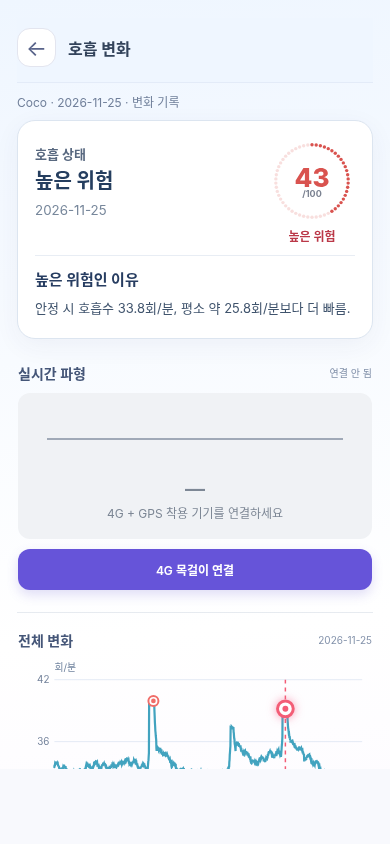 호흡 변화
Coco · 2026-11-25 · 변화 기록
호흡 상태
높은 위험
2026-11-25
43
/100
높은 위험
높은 위험인 이유
안정 시 호흡수 33.8회/분, 평소 약 25.8회/분보다 더 빠름.
실시간 파형
연결 안 됨
4G + GPS 착용 기기를 연결하세요
4G 목걸이 연결
전체 변화
2026-11-25
회/분
42
36